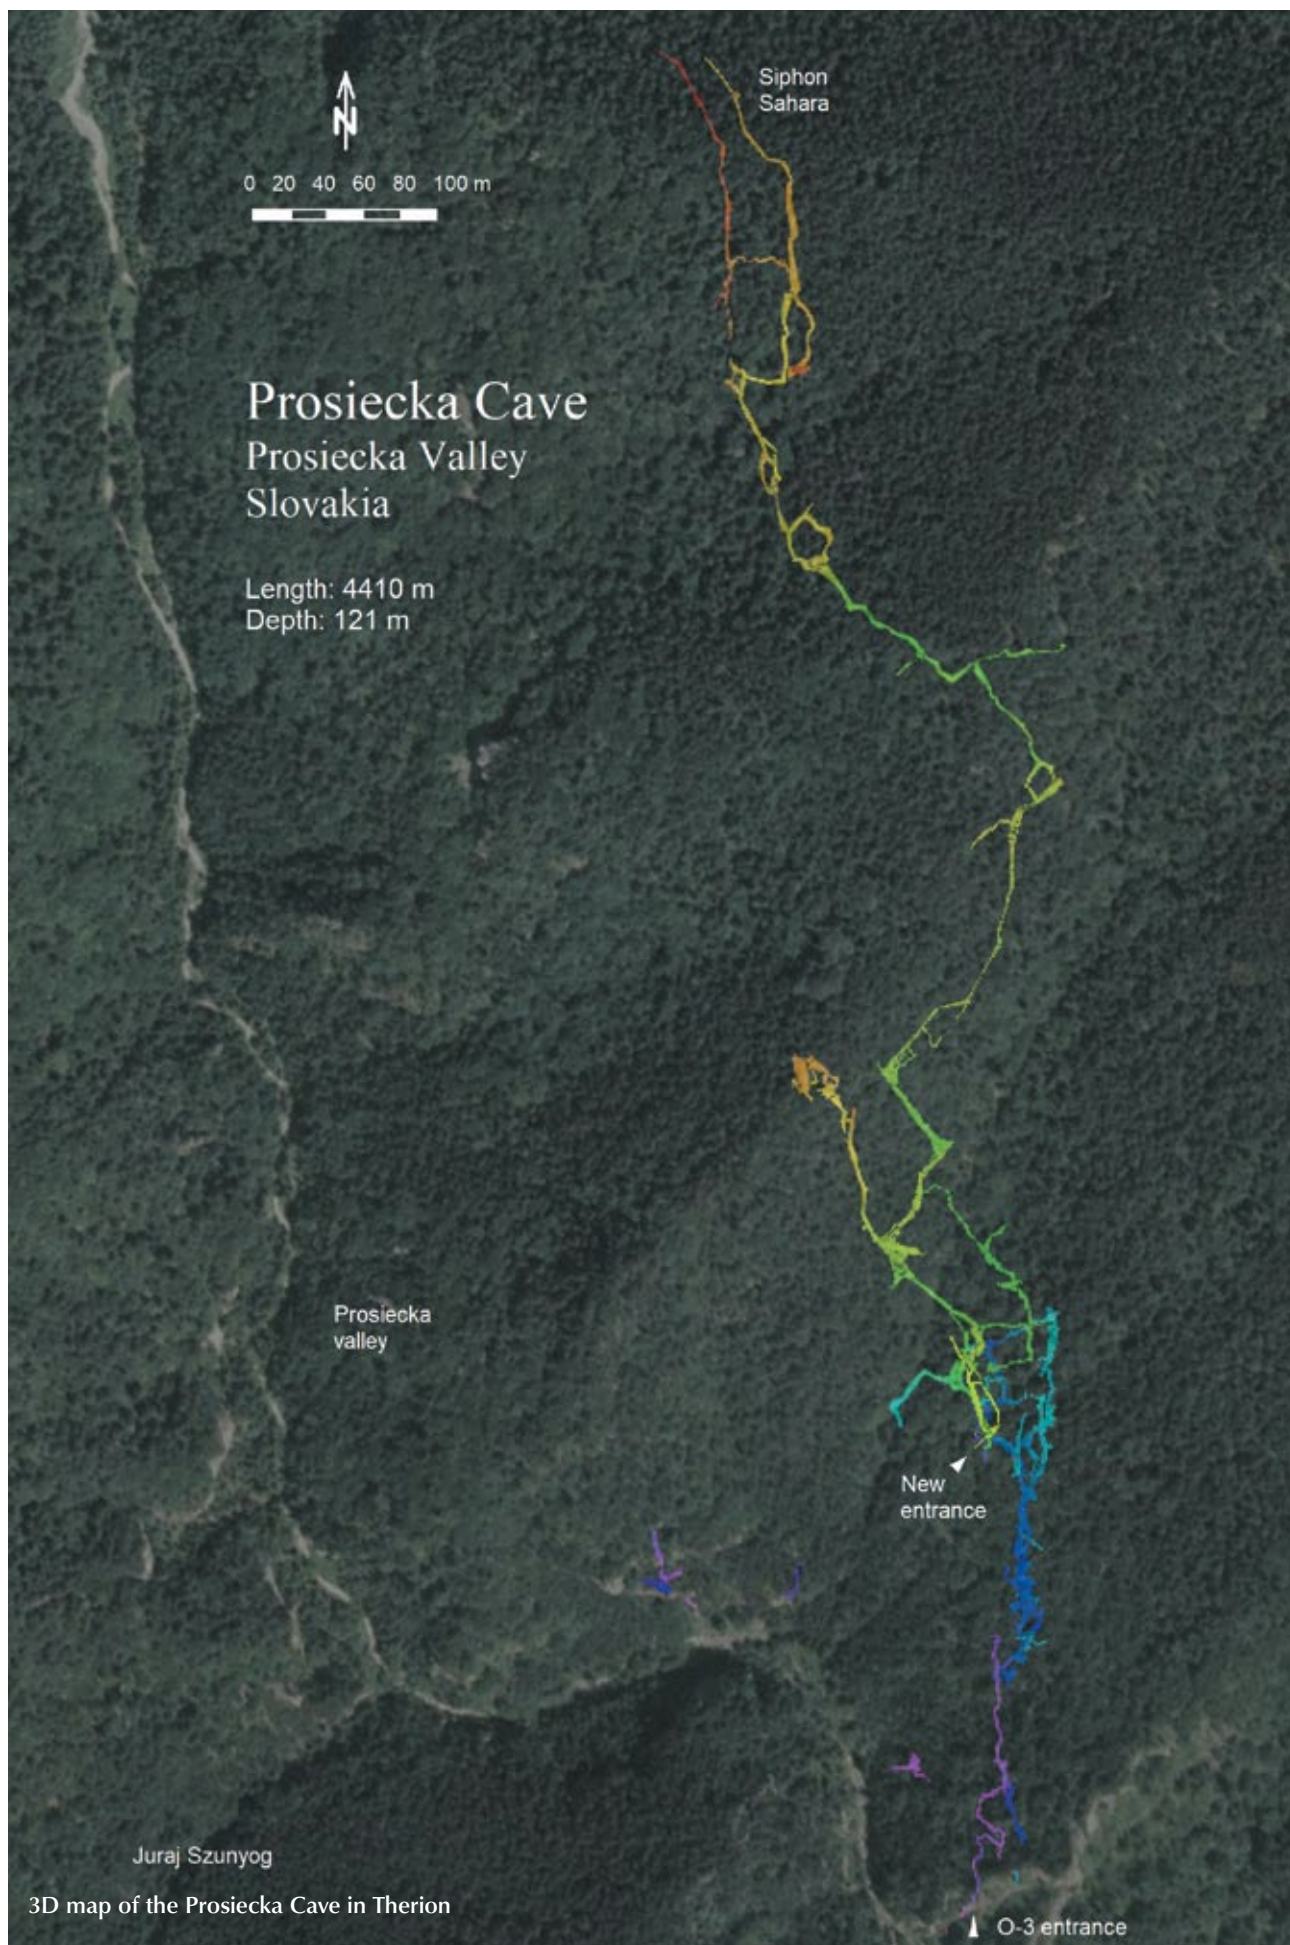 Siphon
Sahara
N
0 20 40 60 80 100 m
Prosiecka Cave
Prosiecka Valley
Slovakia
Length: 4410 m
Depth: 121 m
Prosiecka
valley
New
entrance
Juraj Szunyog
3D map of the Prosiecka Cave in Therion
O-3 entrance